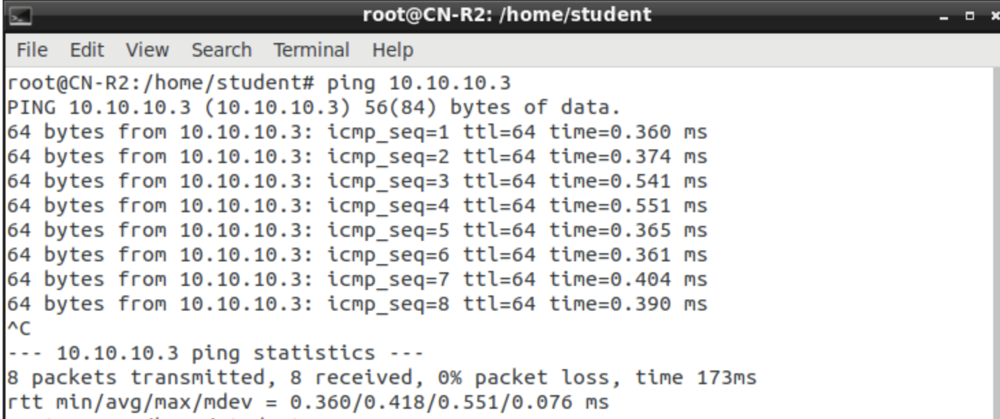 root@CN-R2: /home/student
File Edit View Search Terminal Help
root@CN-R2:/home/student# ping 10.10.10.3
PING 10.10.10.3 (10.10.10.3) 56(84) bytes of data.
64 bytes from 10.10.10.3: icmp_seq=1 ttl=64 time=0.360 ms
64 bytes from 10.10.10.3: icmp_seq=2 ttl=64 time=0.374 ms
64 bytes from 10.10.10.3: icmp_seq=3 ttl=64 time=0.541 ms
64 bytes from 10.10.10.3: icmp_seq=4 ttl=64 time=0.551 ms
64 bytes from 10.10.10.3: icmp_seq=5 ttl=64 time=0.365 ms
64 bytes from 10.10.10.3: icmp_seq=6 ttl=64 time=0.361 ms
64 bytes from 10.10.10.3: icmp_seq=7 ttl=64 time=0.404 ms
64 bytes from 10.10.10.3: icmp_seq=8 ttl=64 time=0.390 ms
^C
--- 10.10.10.3 ping statistics ---
8 packets transmitted, 8 received, 0% packet loss, time 173ms
rtt min/avg/max/mdev = 0.360/0.418/0.551/0.076 ms